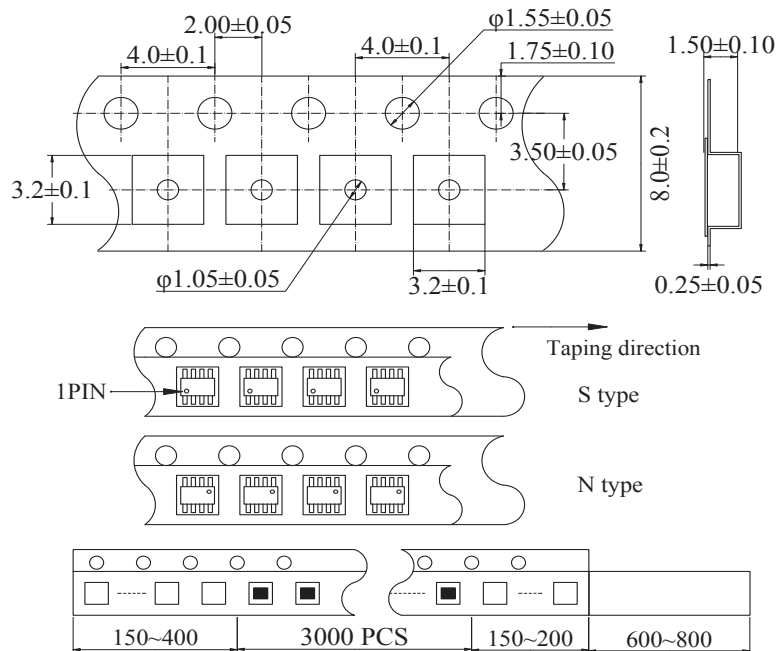 2.00±0.05
φ1.55±0.05
1.50±0.10
4.0±0.1
4.0±0.1
1.75±0.10
3.2±0.1
3.50±0.05
8.0±0.2
φ1.05±0.05
3.2±0.1
0.25±0.05
Taping direction
1PIN
S type
N type
150~400
3000 PCS
150~200
600~800